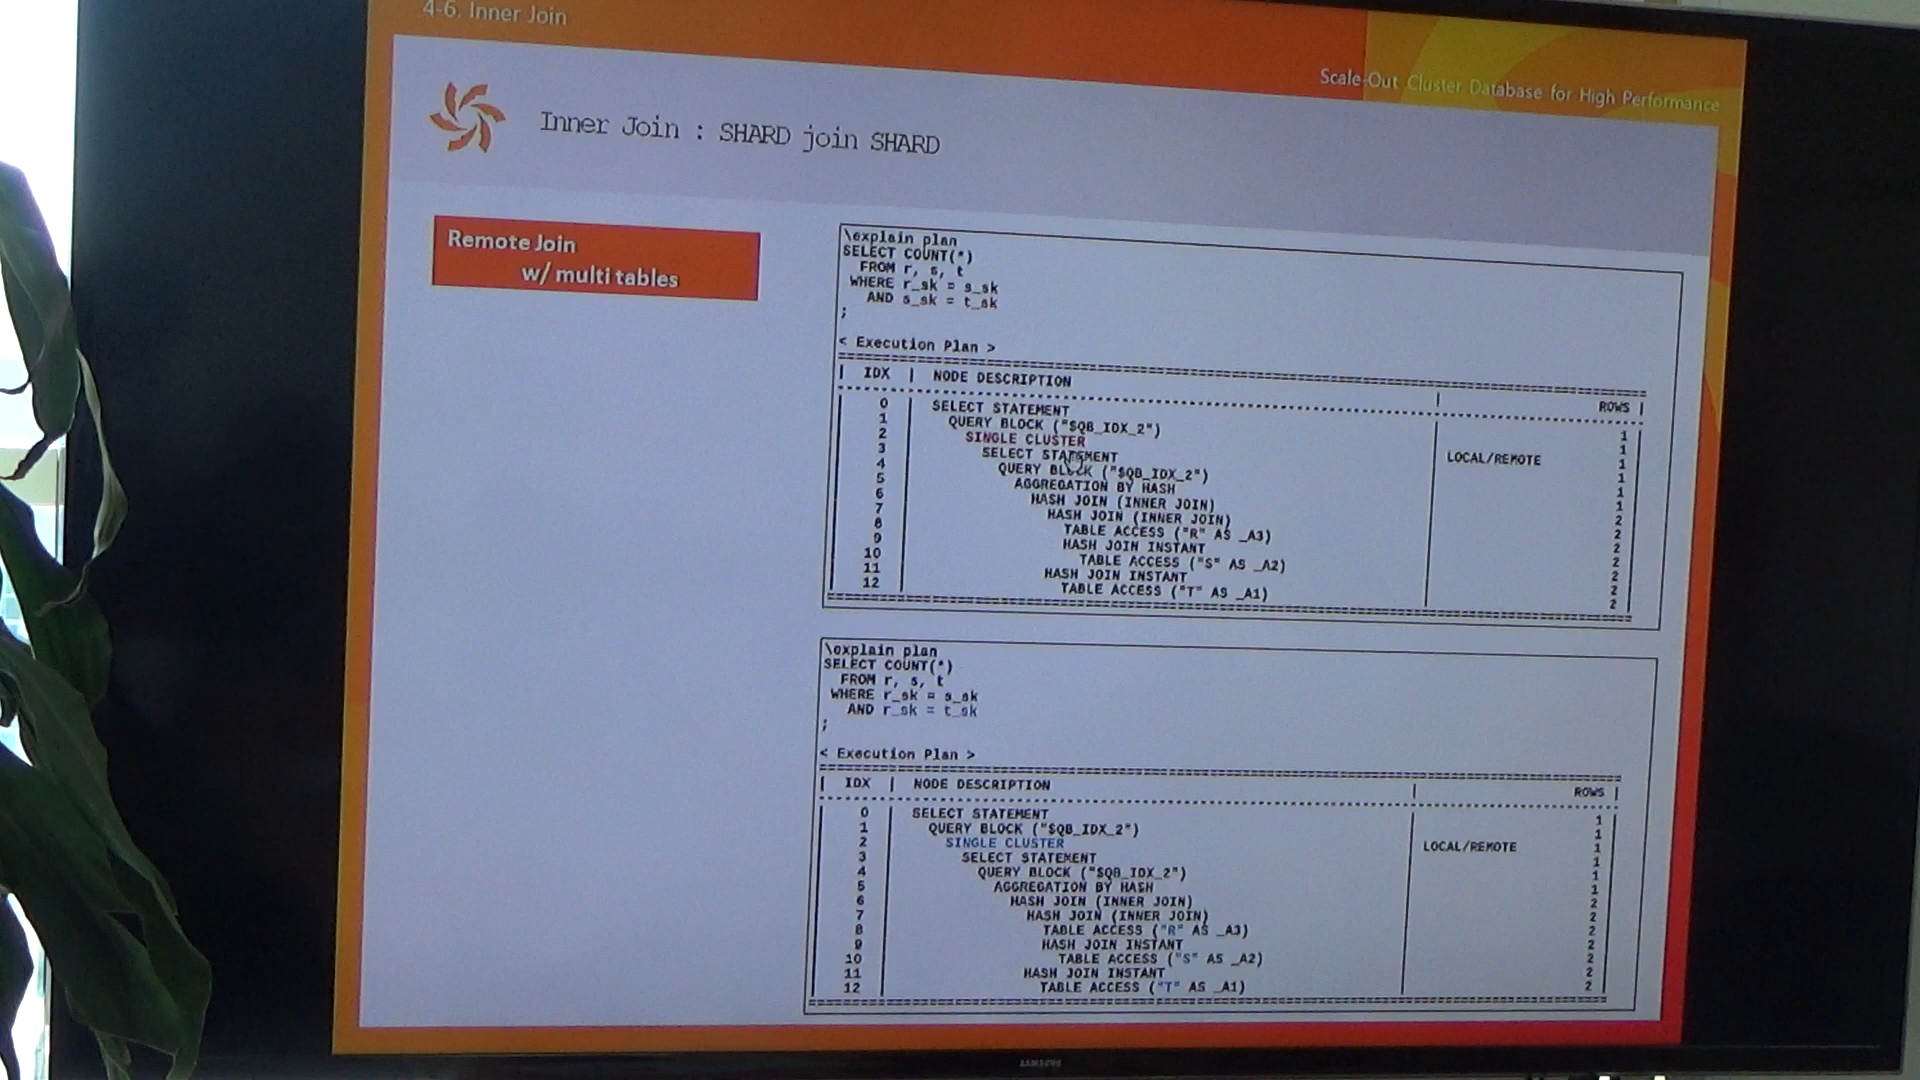 4-6. Inner Join
Scale-Out Cluster Database for High Performance
Inner Join : SHARD join SHARD
Remote Join
w/ multi tables
\explain plan
SELECT COUNT(*)
FROM r, s, t
WHERE r_sk = s_sk
AND s_sk = t_sk
;
< Execution Plan >
| IDX | NODE DESCRIPTION | ROWS |
0 | SELECT STATEMENT | 1
1 | QUERY BLOCK ("$QB_IDX_2") | 1
2 | SINGLE CLUSTER | LOCAL/REMOTE 1
3 | SELECT STATEMENT | 1
4 | QUERY BLOCK ("$QB_IDX_2") | 1
5 | AGGREGATION BY HASH | 1
6 | HASH JOIN (INNER JOIN) | 2
7 | HASH JOIN (INNER JOIN) | 2
8 | TABLE ACCESS ("R" AS _A3) | 2
9 | HASH JOIN INSTANT | 2
10 | TABLE ACCESS ("S" AS _A2) | 2
11 | HASH JOIN INSTANT | 2
12 | TABLE ACCESS ("T" AS _A1) | 2
\explain plan
SELECT COUNT(*)
FROM r, s, t
WHERE r_sk = s_sk
AND r_sk = t_sk
;
< Execution Plan >
| IDX | NODE DESCRIPTION | ROWS |
0 | SELECT STATEMENT | 1
1 | QUERY BLOCK ("$QB_IDX_2") | 1
2 | SINGLE CLUSTER | LOCAL/REMOTE 1
3 | SELECT STATEMENT | 1
4 | QUERY BLOCK ("$QB_IDX_2") | 1
5 | AGGREGATION BY HASH | 1
6 | HASH JOIN (INNER JOIN) | 2
7 | HASH JOIN (INNER JOIN) | 2
8 | TABLE ACCESS ("R" AS _A3) | 2
9 | HASH JOIN INSTANT | 2
10 | TABLE ACCESS ("S" AS _A2) | 2
11 | HASH JOIN INSTANT | 2
12 | TABLE ACCESS ("T" AS _A1) | 2
SAMSUNG